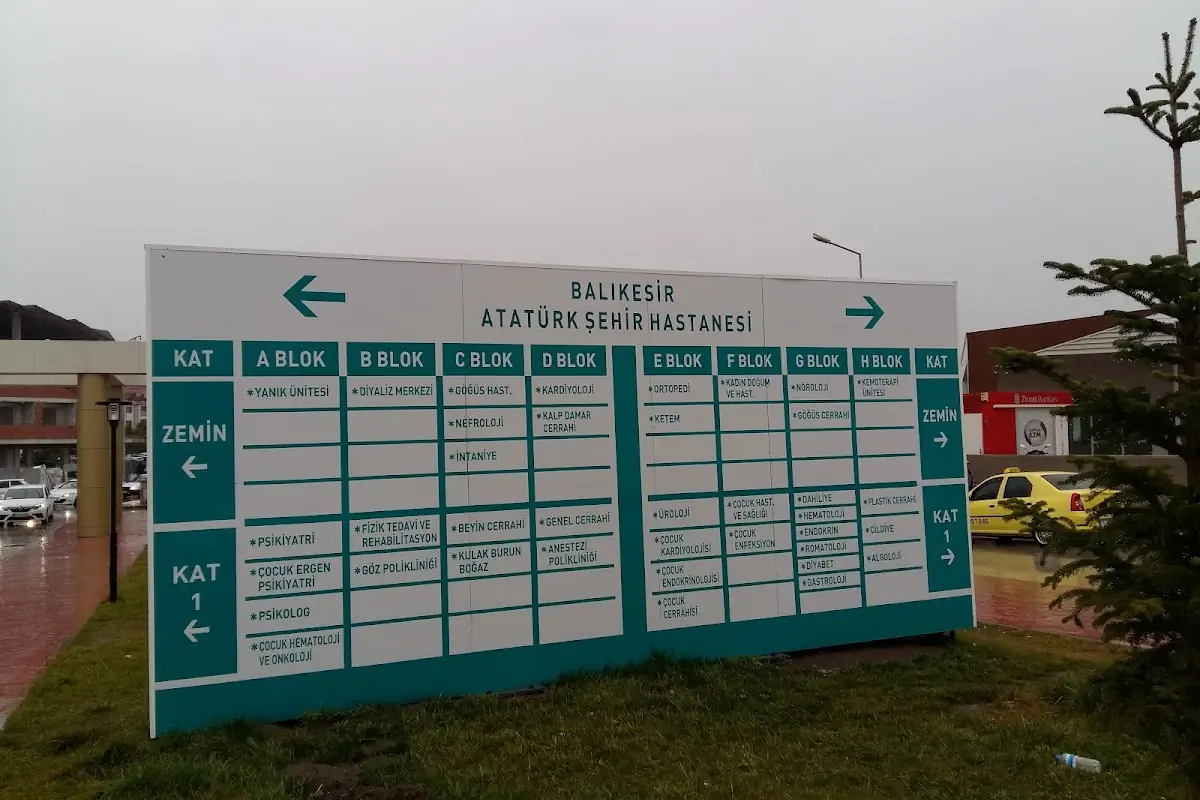 BALIKESİR
ATATÜRK ŞEHİR HASTANESİ
KAT
A BLOK
B BLOK
C BLOK
D BLOK
E BLOK
F BLOK
G BLOK
H BLOK
KAT
ZEMİN
*YANIK ÜNİTESİ
*DİYALİZ MERKEZİ
*GÖĞÜS HAST.
*NEFROLOJİ
*İNTANİYE
*KARDİYOLOJİ
*KALP DAMAR
CERRAHİ
*ORTOPEDİ
*KETEM
*KADIN DOĞUM
VE HAST.
*NÖROLOJİ
*GÖĞÜS CERRAHİ
*KEMOTERAPİ
ÜNİTESİ
ZEMİN
KAT
1
*PSİKİYATRİ
*ÇOCUK ERGEN
PSİKİYATRİ
*PSİKOLOG
*ÇOCUK HEMATOLOJİ
VE ONKOLOJİ
*FİZİK TEDAVİ VE
REHABİLİTASYON
*GÖZ POLİKLİNİĞİ
*BEYİN CERRAHİ
*KULAK BURUN
BOĞAZ
*GENEL CERRAHİ
*ANESTEZİ
POLİKLİNİĞİ
*ÜROLOJİ
*ÇOCUK
KARDİYOLOJİSİ
*ÇOCUK
ENDOKRİNOLOJİSİ
*ÇOCUK
CERRAHİSİ
*ÇOCUK HAST.
VE SAĞLIĞI
*ÇOCUK
ENFEKSİYON
*DAHİLİYE
*HEMATOLOJİ
*ENDOKRİN
*ROMATOLOJİ
*DİYABET
*GASTROLOJİ
*PLASTİK CERRAHİ
*CİLDİYE
*ALGOLOJİ
KAT
1
Ziraat Bankası